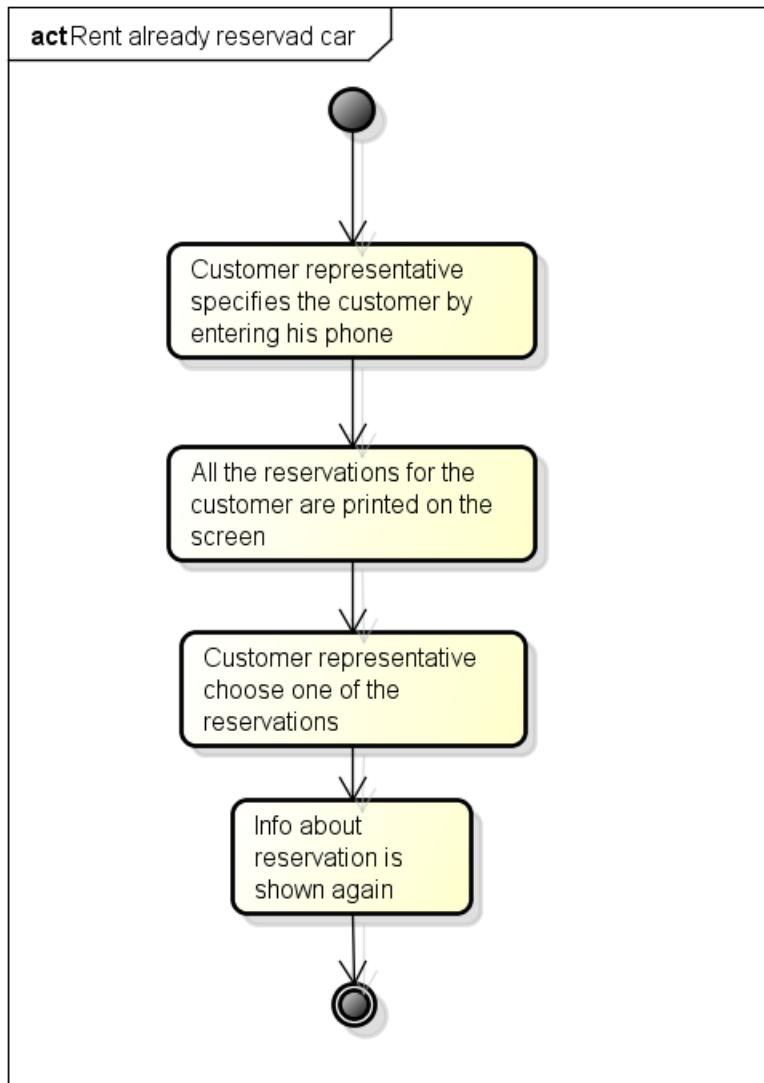 act Rent already reservad car
Customer representative
specifies the customer by
entering his phone
All the reservations for the
customer are printed on the
screen
Customer representative
choose one of the
reservations
Info about
reservation is
shown again